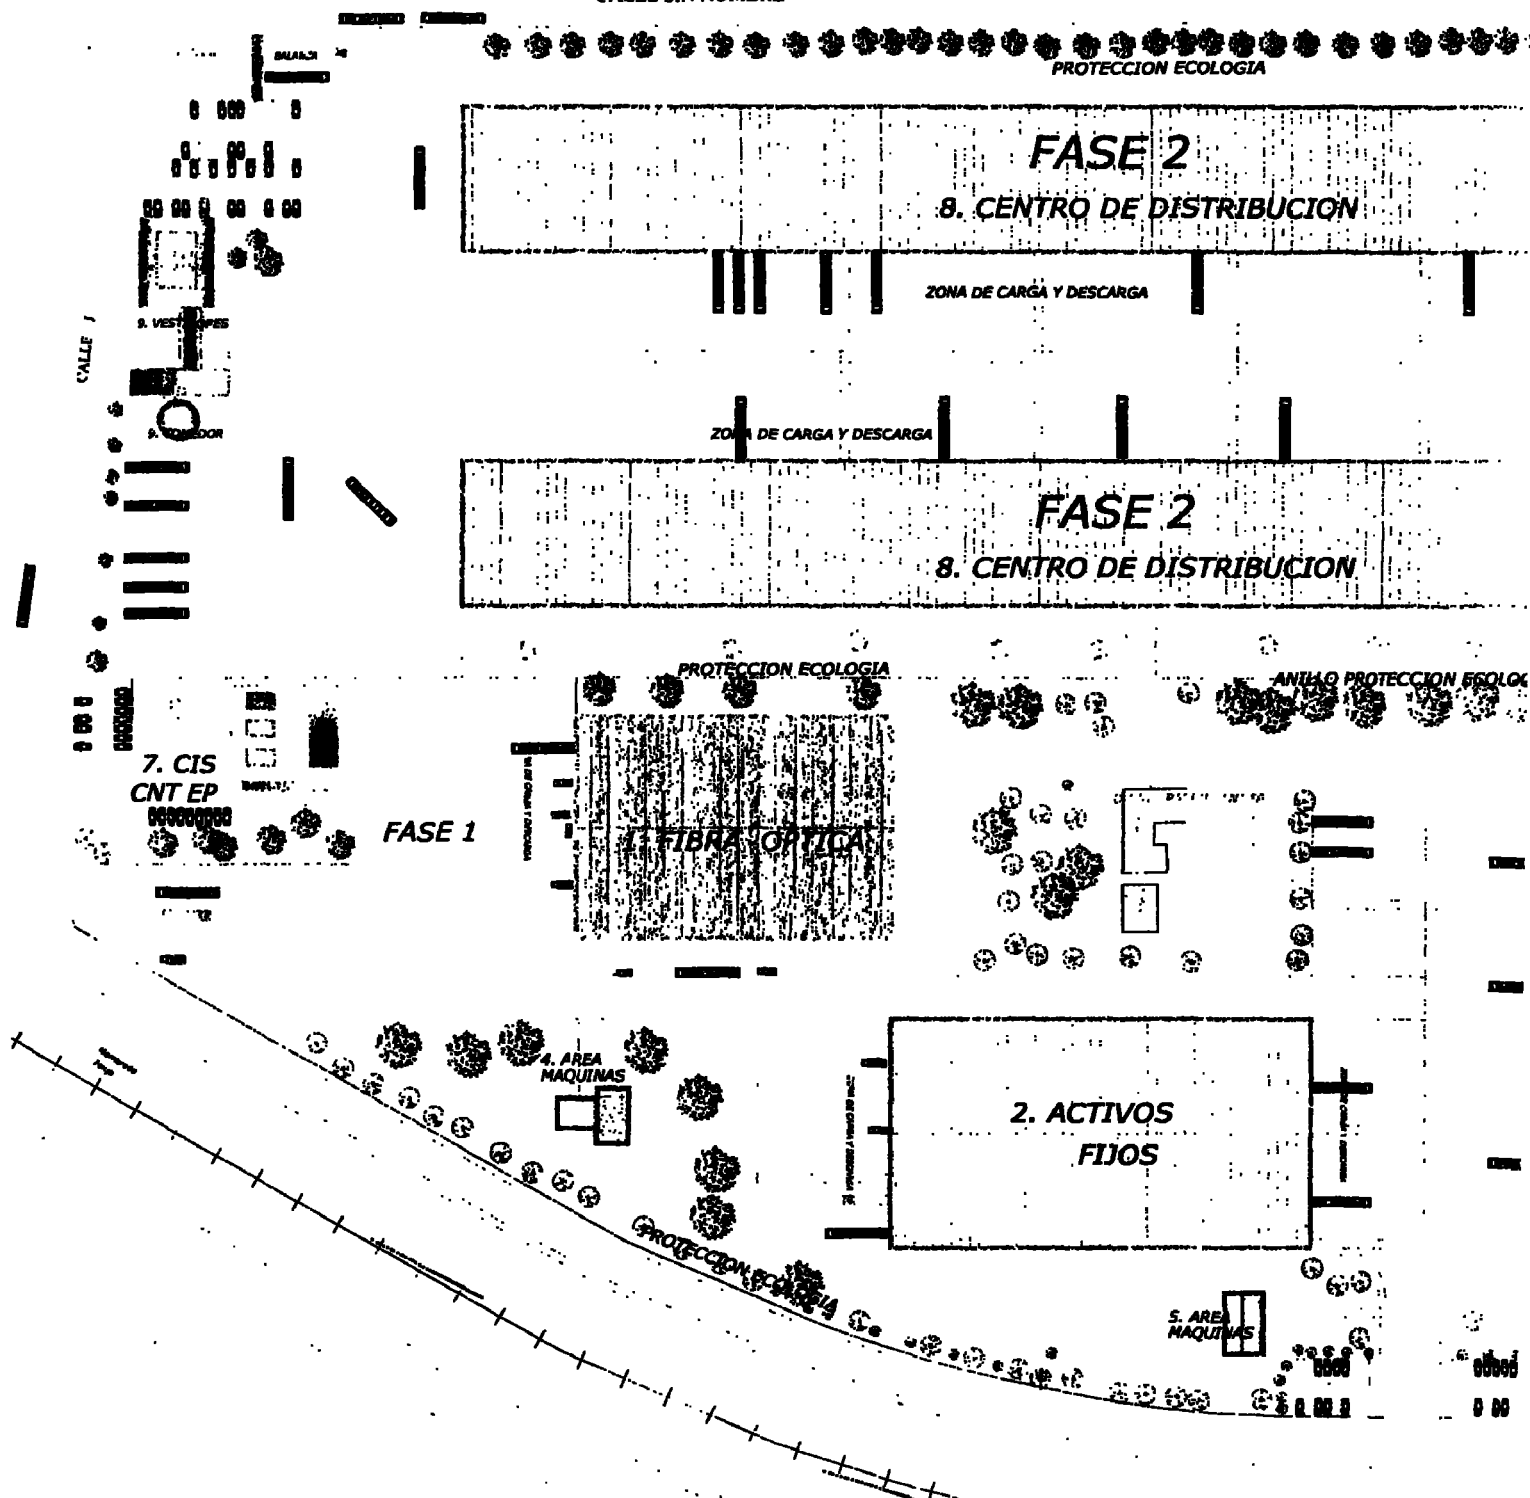 PROTECCION ECOLOGIA
FASE 2
8. CENTRO DE DISTRIBUCION
ZONA DE CARGA Y DESCARGA
CALLE
ZONA DE CARGA Y DESCARGA
FASE 2
8. CENTRO DE DISTRIBUCION
PROTECCION ECOLOGIA
ANILLO PROTECCION ECOLOG
7. CIS
CNT EP
FASE 1
FIBRA OPTICA
4. AREA
MAQUINAS
2. ACTIVOS
FIJOS
PROTECCION ECOLOGIA
5. AREA
MAQUINAS